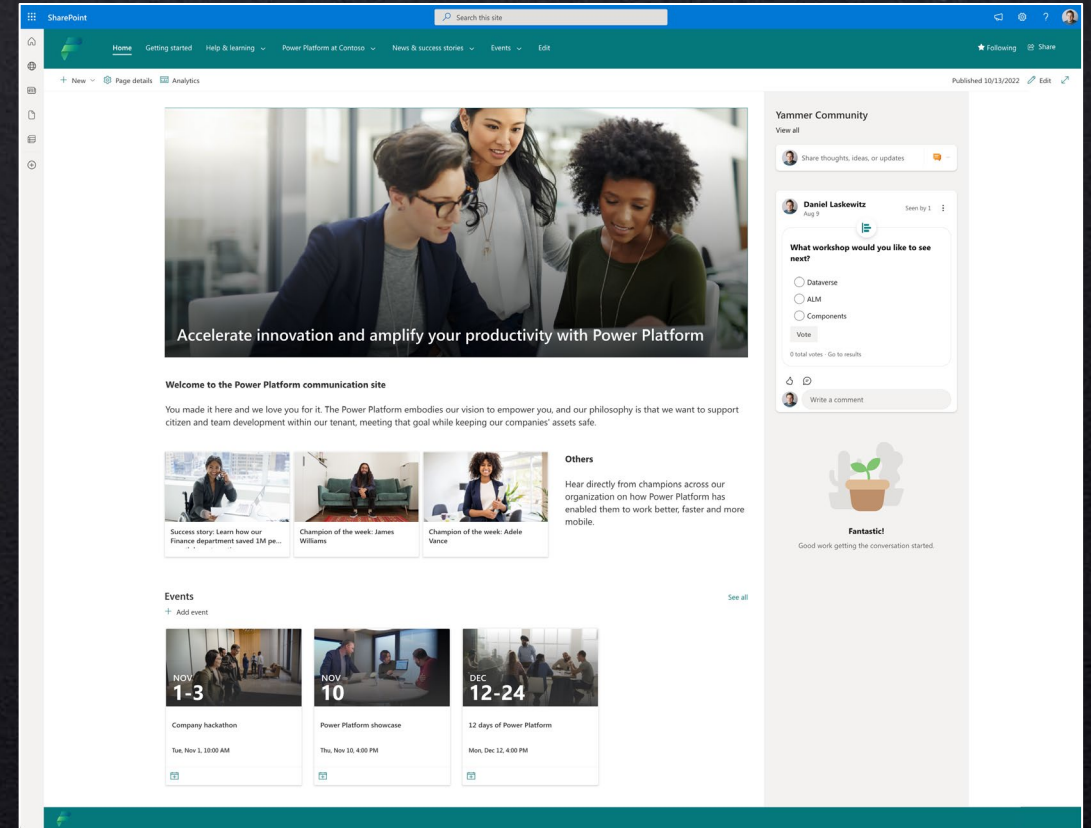 SharePoint
Search this site
?
Home
Getting started
Help & learning
Power Platform at Contoso
News & success stories
Events
Edit
Following
Share
+ New
Page details
Analytics
Published 10/13/2022
Edit
Accelerate innovation and amplify your productivity with Power Platform
Welcome to the Power Platform communication site
You made it here and we love you for it. The Power Platform embodies our vision to empower you, and our philosophy is that we want to support
citizen and team development within our tenant, meeting that goal while keeping our companies' assets safe.
Success story: Learn how our
Finance department saved 1M pe...
Champion of the week: James
Williams
Champion of the week: Adele
Vance
Others
Hear directly from champions across our
organization on how Power Platform has
enabled them to work better, faster and more
mobile.
Events
See all
+ Add event
NOV
1-3
Company hackathon
Tue, Nov 1, 10:00 AM
NOV
10
Power Platform showcase
Thu, Nov 10, 4:00 PM
DEC
12-24
12 days of Power Platform
Mon, Dec 12, 4:00 PM
Yammer Community
View all
Share thoughts, ideas, or updates
Daniel Laskewitz
Aug 9
Seen by 1
What workshop would you like to see
next?
Dataverse
ALM
Components
Vote
0 total votes · Go to results
Write a comment
Fantastic!
Good work getting the conversation started.